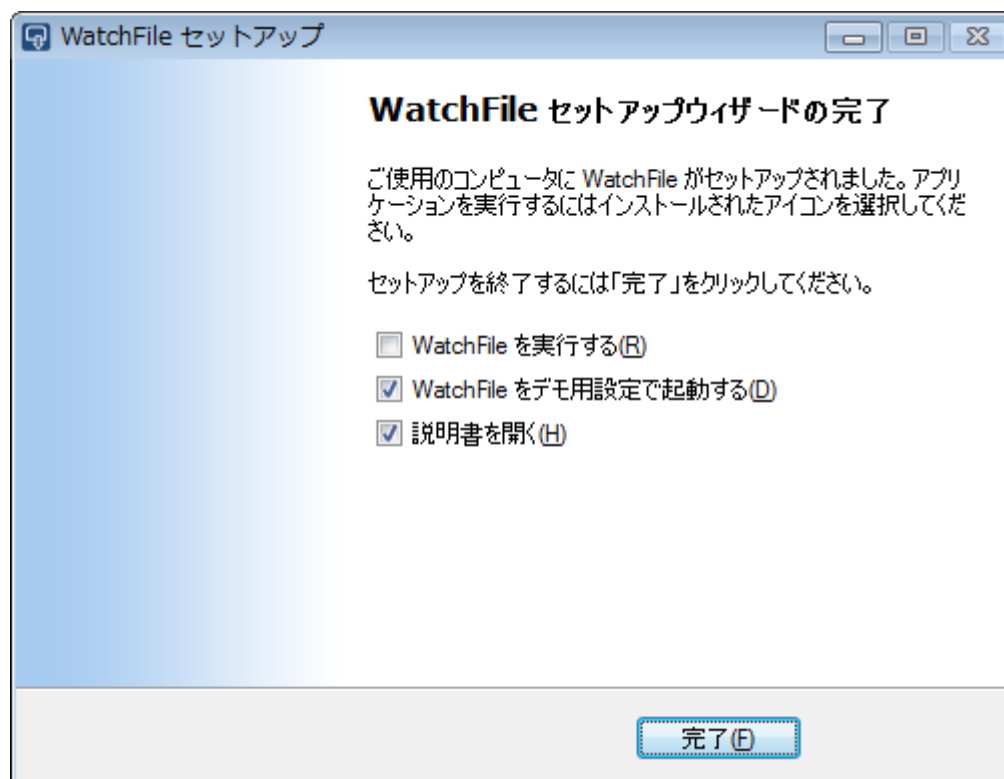 WatchFile セットアップ
WatchFile セットアップウィザードの完了
ご使用のコンピュータに WatchFile がセットアップされました。アプリ
ケーションを実行するにはインストールされたアイコンを選択してくだ
さい。
セットアップを終了するには「完了」をクリックしてください。
WatchFile を実行する(R)
WatchFile をデモ用設定で起動する(D)
説明書を開く(H)
完了(F)